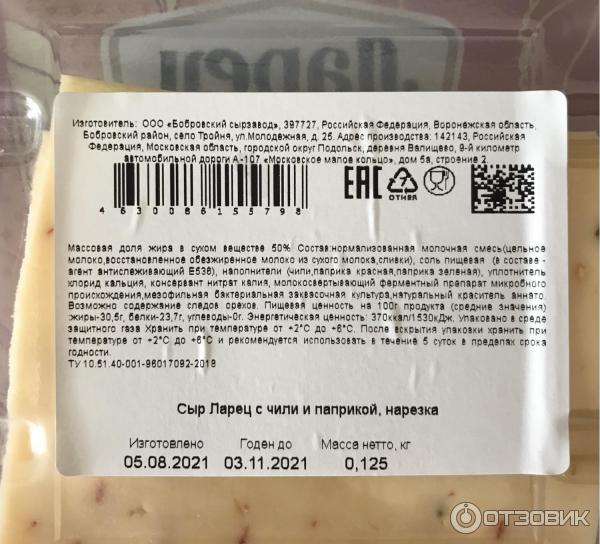 Ларец
Изготовитель: ООО «Бобровский сырзавод», 397727, Российская Федерация, Воронежская область,
Бобровский район, село Тройня, ул.Молодежная, д. 25. Адрес производства: 142143, Российская
Федерация, Московская область, городской округ Подольск, деревня Валищево, 9-й километр
автомобильной дороги А-107 «Московское малое кольцо», дом 5а, строение 2.
EAC
7
OTHER
4630086155798
Массовая доля жира в сухом веществе 50% Состав:нормализованная молочная смесь(цельное
молоко,восстановленное обезжиренное молоко из сухого молока,сливки), соль пищевая (в составе -
агент антислеживающий Е536), наполнители (чили,паприка красная,паприка зеленая), уплотнитель
хлорид кальция, консервант нитрат калия, молокосвертывающий ферментный препарат микробного
происхождения,мезофильная бактериальная заквасочная культура,натуральный краситель аннато.
Возможно содержание следов орехов. Пищевая ценность на 100г продукта (средние значения)
:жиры-30,5г, белки-23,7г, углеводы-0г. Энергетическая ценность: 370ккал/1530кДж. Упаковано в среде
защитного газа Хранить при температуре от +2°С до +6°С. После вскрытия упаковки хранить при
температуре от +2°С до +6°С и рекомендуется использовать в течение 5 суток в пределах срока
годности.
ТУ 10.51.40-001-96017092-2018
Сыр Ларец с чили и паприкой, нарезка
Изготовлено Годен до Масса нетто, кг
05.08.2021 03.11.2021 0,125
ОТЗОВИК